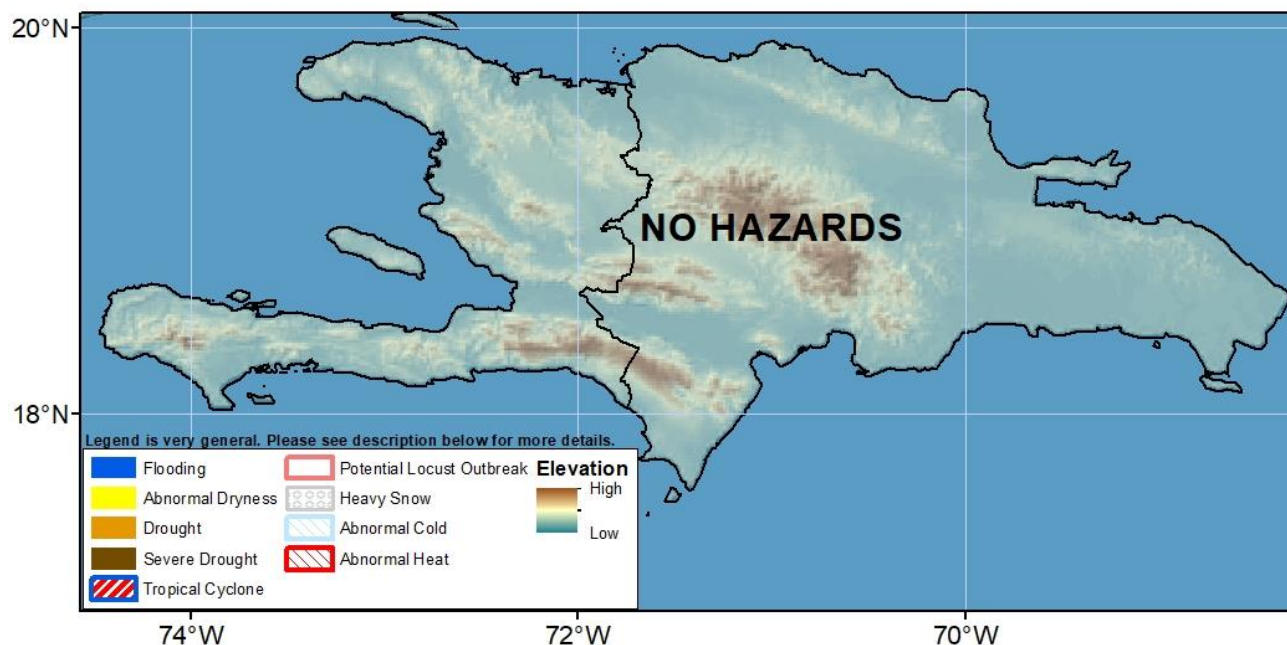 20°N
NO HAZARDS
18°N
Legend is very general. Please see description below for more details.
Flooding
Potential Locust Outbreak
Elevation
Abnormal Dryness
Heavy Snow
High
Drought
Abnormal Cold
Low
Severe Drought
Abnormal Heat
Tropical Cyclone
74°W
72°W
70°W